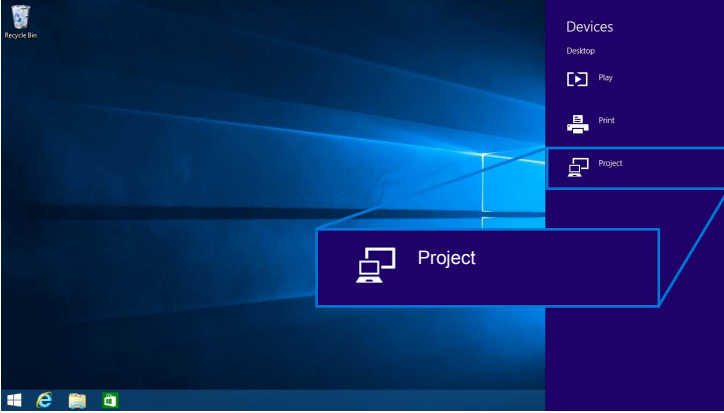 Recycle Bin
Devices
Desktop
Play
Print
Project
Project